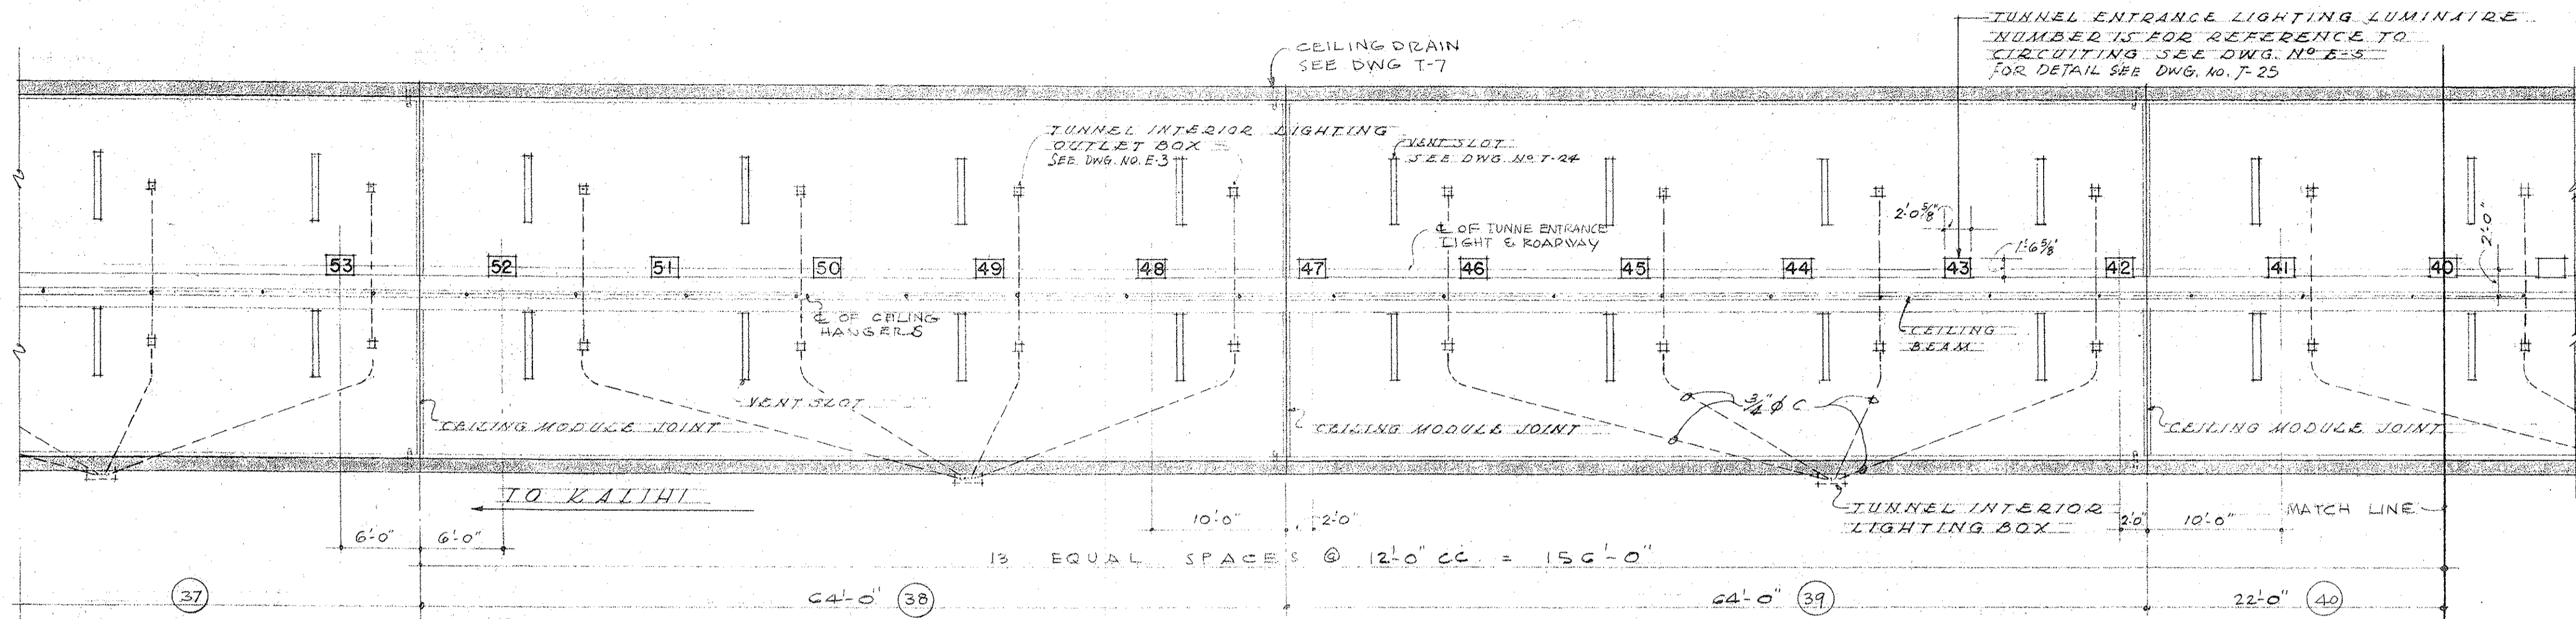 TUNNEL ENTRANCE LIGHTING LUMINAIRE
NUMBER IS FOR REFERENCE TO
CIRCUITING SEE DWG. Nº E-5
FOR DETAIL SEE DWG. NO. T-25
CEILING DRAIN
SEE DWG T-7
TUNNEL INTERIOR LIGHTING
OUTLET BOX
SEE DWG. NO. E-3
VENT SLOT
SEE DWG. Nº T-24
2'-0 5/8"
1'-6 5/8"
2'-0"
℄ OF TUNNE ENTRANCE
LIGHT & ROADWAY
53 52 51 50 49 48 47 46 45 44 43 42 41 40
℄ OF CEILING
HANGERS
CEILING
BEAM
VENT SLOT
3/4" ø C
CEILING MODULE JOINT
CEILING MODULE JOINT
CEILING MODULE JOINT
TO KALIHI
TUNNEL INTERIOR
LIGHTING BOX
MATCH LINE
6'-0" 6'-0"
10'-0" 2'-0"
2'-0" 10'-0"
13 EQUAL SPACES @ 12'-0" CC = 156'-0"
37 64'-0" 38 64'-0" 39 22'-0" 40